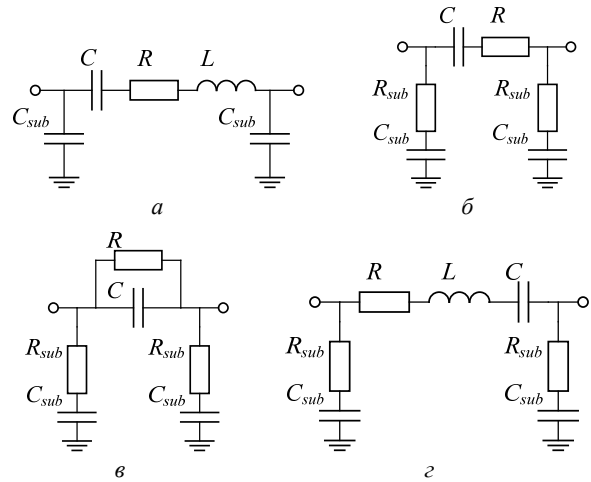 C R L
C_sub C_sub
а
C R
R_sub R_sub
C_sub C_sub
б
R
C
R_sub R_sub
C_sub C_sub
в
R L C
R_sub R_sub
C_sub C_sub
г